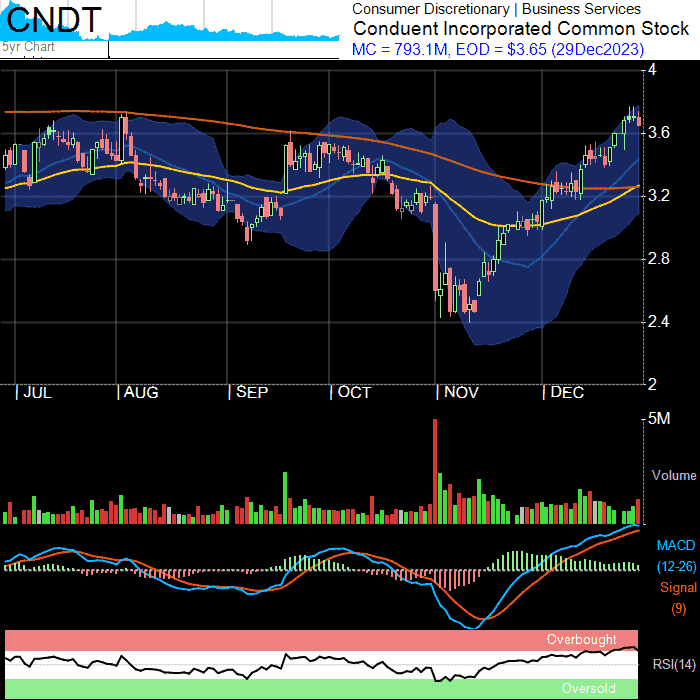 CNDT
5yr Chart
Consumer Discretionary | Business Services
Conduent Incorporated Common Stock
MC = 793.1M, EOD = $3.65 (29Dec2023)
4
3.6
3.2
2.8
2.4
2
| JUL | AUG | SEP | OCT | NOV | DEC
5M
Volume
MACD
(12-26)
Signal
(9)
Overbought
RSI(14)
Oversold